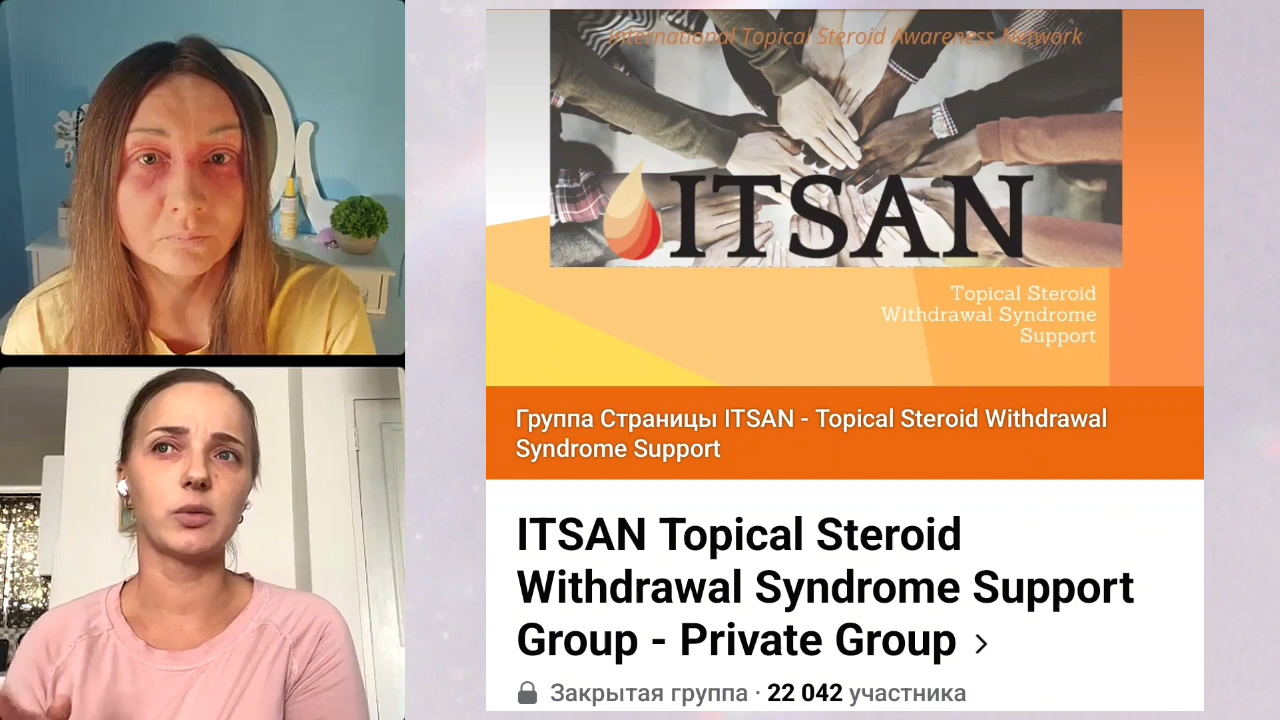 International Topical Steroid Awareness Network
ITSAN
Topical Steroid
Withdrawal Syndrome
Support
Группа Страницы ITSAN - Topical Steroid Withdrawal
Syndrome Support
ITSAN Topical Steroid
Withdrawal Syndrome Support
Group - Private Group >
Закрытая группа · 22 042 участника